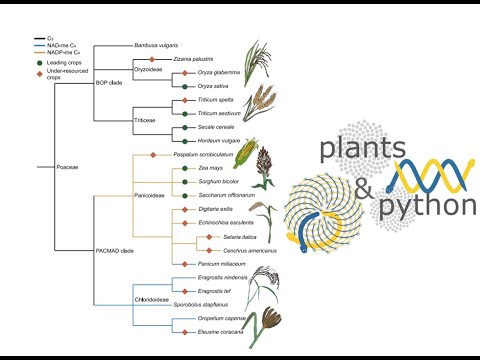 C₃
NAD-me C₄
NADP-me C₄
Leading crops
Under-resourced
crops
Bambusa vulgaris
Zizania palustris
Oryzoideae
Oryza glaberrima
BOP clade
Oryza sativa
Triticum spelta
Triticeae
Triticum aestivum
Secale cereale
Hordeum vulgare
Paspalum scrobiculatum
Poaceae
Zea mays
Sorghum bicolor
Panicoideae
Saccharum officinarum
Digitaria exilis
Echinochloa esculenta
Setaria italica
PACMAD clade
Cenchrus americanus
Panicum miliaceum
Eragrostis nindensis
Eragrostis tef
Chloridoideae
Sporobolus stapfianus
Oropetium capense
Eleusine coracana
plants
&
python